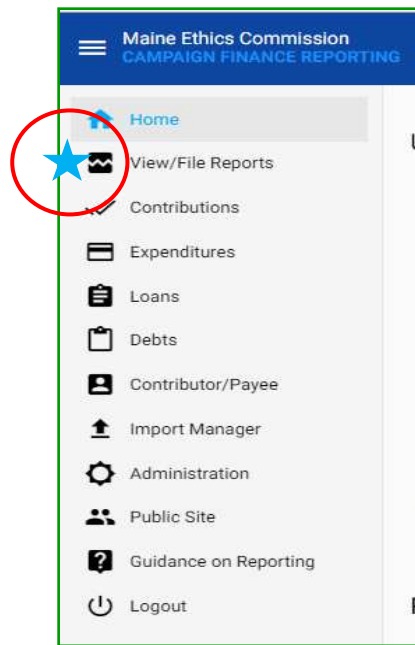 Maine Ethics Commission
CAMPAIGN FINANCE REPORTING
Home
View/File Reports
Contributions
Expenditures
Loans
Debts
Contributor/Payee
Import Manager
Administration
Public Site
Guidance on Reporting
Logout